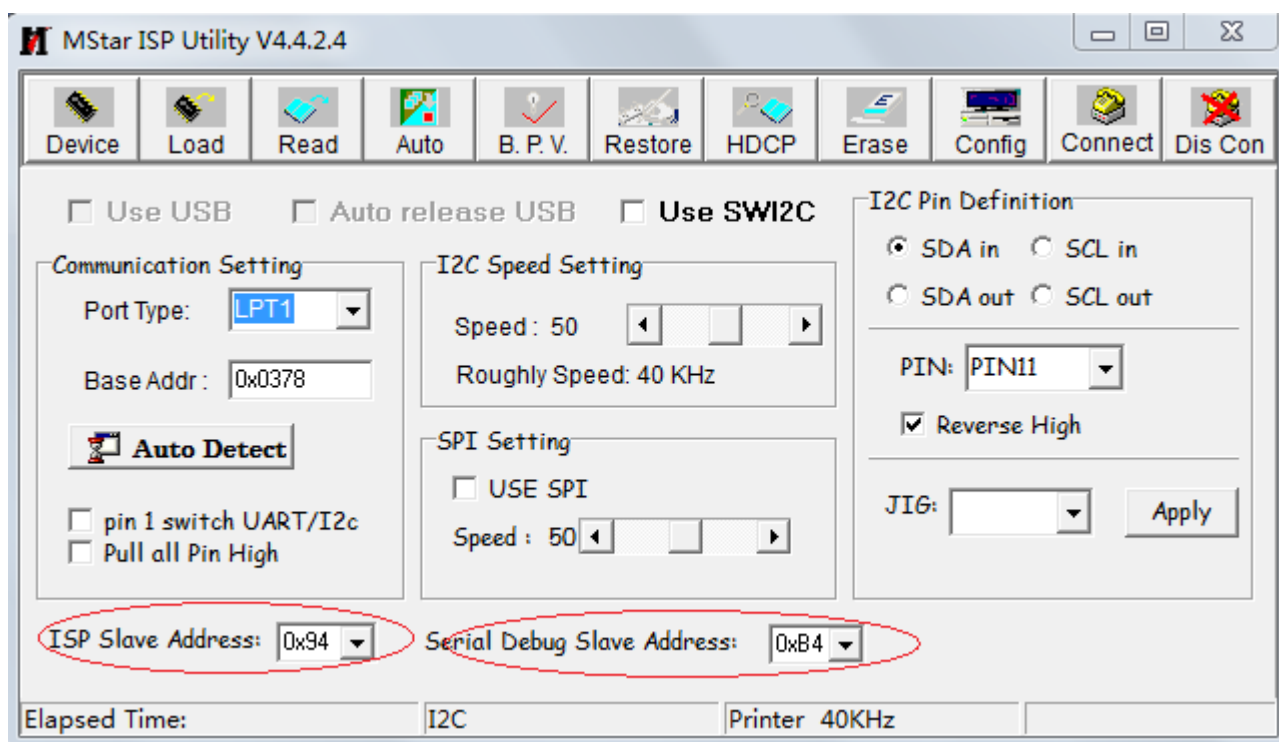 MStar ISP Utility V4.4.2.4
Device Load Read Auto B. P. V. Restore HDCP Erase Config Connect Dis Con
Use USB Auto release USB Use SWI2C
Communication Setting
Port Type: LPT1
Base Addr : 0x0378
Auto Detect
pin 1 switch UART/I2c
Pull all Pin High
I2C Speed Setting
Speed : 50
Roughly Speed: 40 KHz
SPI Setting
USE SPI
Speed : 50
I2C Pin Definition
SDA in SCL in
SDA out SCL out
PIN: PIN11
Reverse High
JIG: Apply
ISP Slave Address: 0x94 Serial Debug Slave Address: 0xB4
Elapsed Time: I2C Printer 40KHz